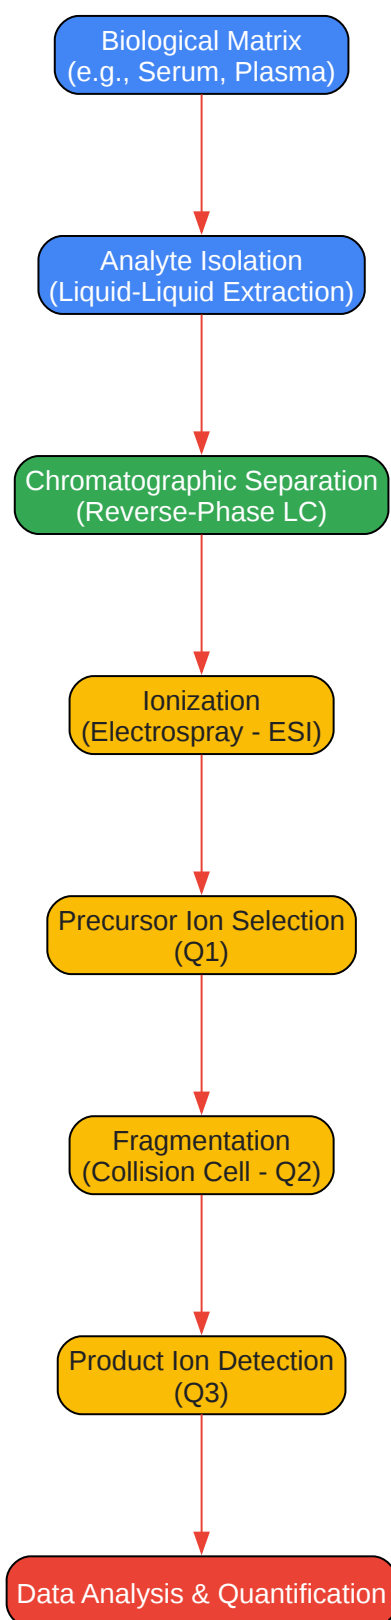 Biological Matrix
(e.g., Serum, Plasma)
Analyte Isolation
(Liquid-Liquid Extraction)
Chromatographic Separation
(Reverse-Phase LC)
Ionization
(Electrospray - ESI)
Precursor Ion Selection
(Q1)
Fragmentation
(Collision Cell - Q2)
Product Ion Detection
(Q3)
Data Analysis & Quantification